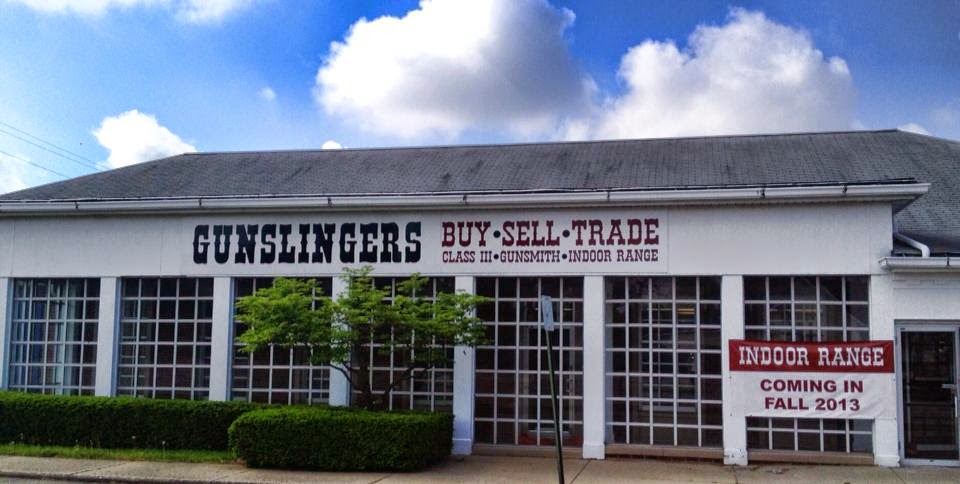 GUNSLINGERS
BUY•SELL•TRADE
CLASS III•GUNSMITH•INDOOR RANGE
INDOOR RANGE
COMING IN
FALL 2013